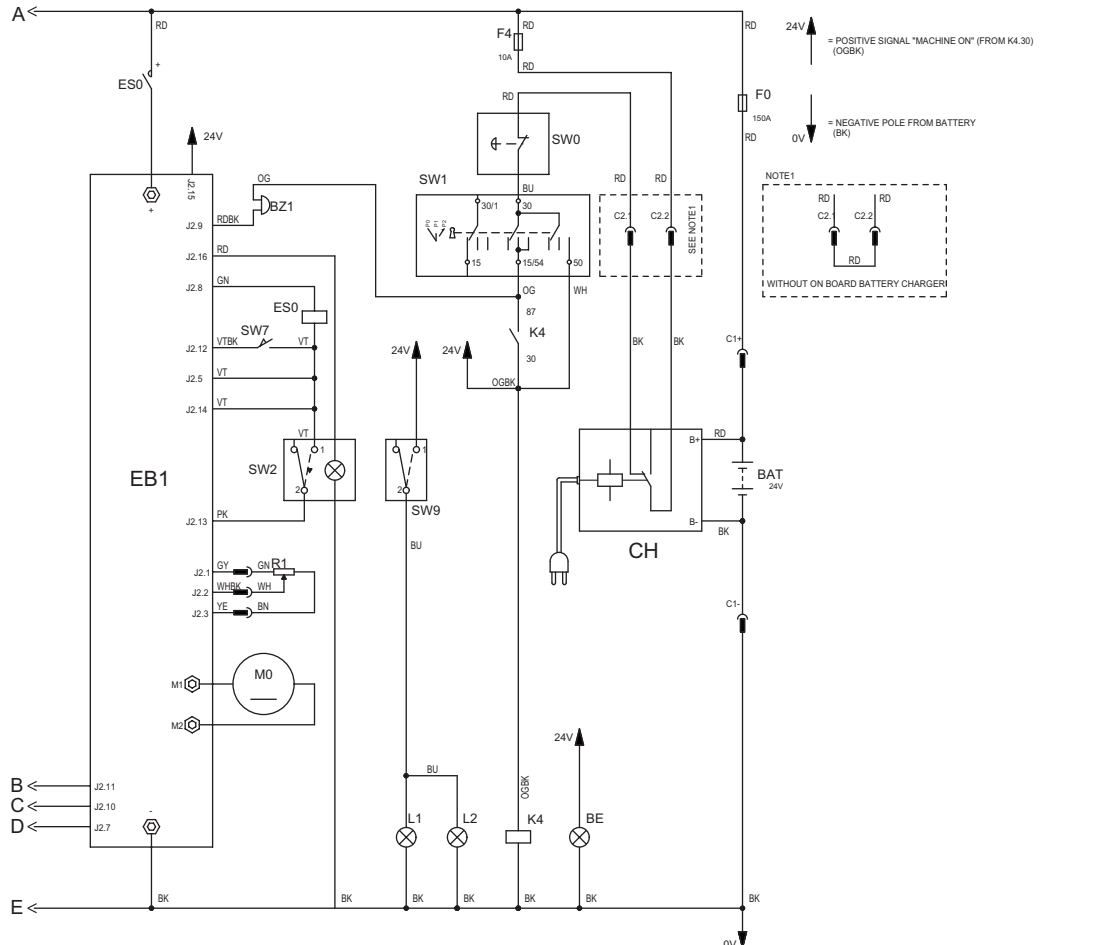 A
RD
RD
RD
24V
= POSITIVE SIGNAL "MACHINE ON" (FROM K4.30)
(OGBK)
F4
10A
RD
+
ES0
RD
F0
150A
= NEGATIVE POLE FROM BATTERY
(BK)
0V
RD
24V
SW0
NOTE1
OG
SW1
BU
RD
RD
J2.15
30/1
30
RD
RD
+
BZ1
C2.1
C2.2
C2.1
C2.2
J2.9
RDBK
P0
P1
P2
SEE NOTE1
J2.16
RD
15
15/54
50
RD
J2.8
GN
OG
WH
WITHOUT ON BOARD BATTERY CHARGER
ES0
87
SW7
K4
J2.12
VTBK
VT
24V
24V
30
BK
BK
C1+
J2.5
VT
OGBK
J2.14
VT
VT
1
1
B+
RD
SW2
EB1
BAT
24V
2
2
SW9
J2.13
PK
B-
BK
BU
CH
J2.1
GY
GN
R1
J2.2
WHBK
WH
J2.3
YE
BN
C1-
M0
M1
M2
24V
BU
OGBK
B
J2.11
C
J2.10
D
J2.7
-
L1
L2
K4
BE
E
BK
BK
BK
BK
BK
BK
BK
0V